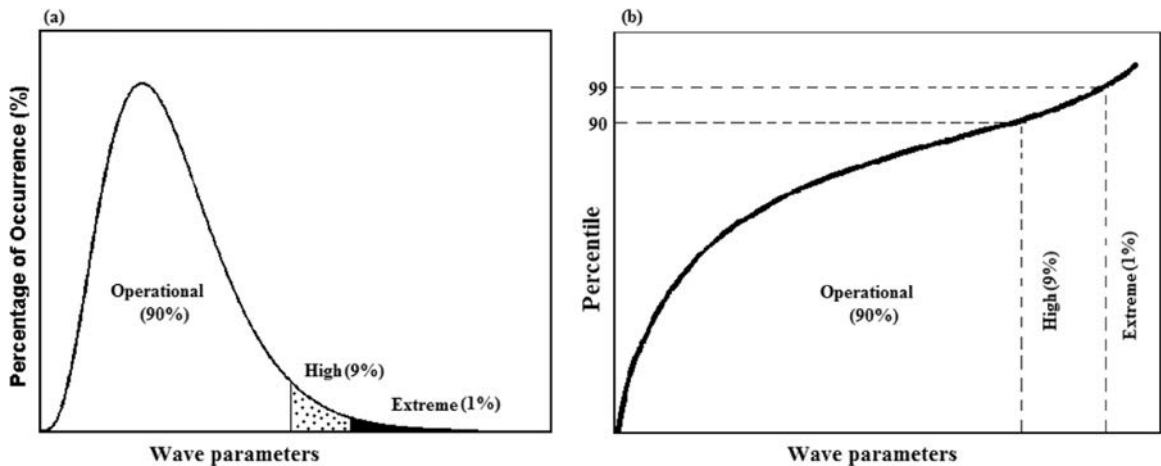 (a)
Percentage of Occurrence (%)
Operational
(90%)
High (9%)
Extreme (1%)
Wave parameters
(b)
Percentile
99
90
Operational
(90%)
High (9%)
Extreme (1%)
Wave parameters